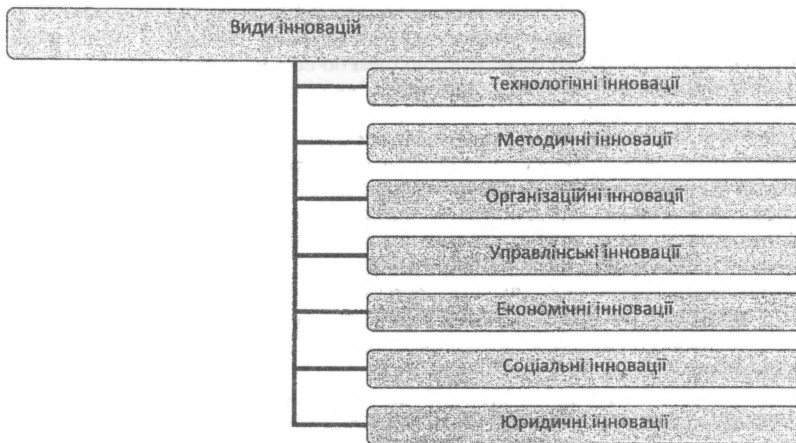 Види інновацій
Технологічні інновації
Методичні інновації
Організаційні інновації
Управлінські інновації
Економічні інновації
Соціальні інновації
Юридичні інновації